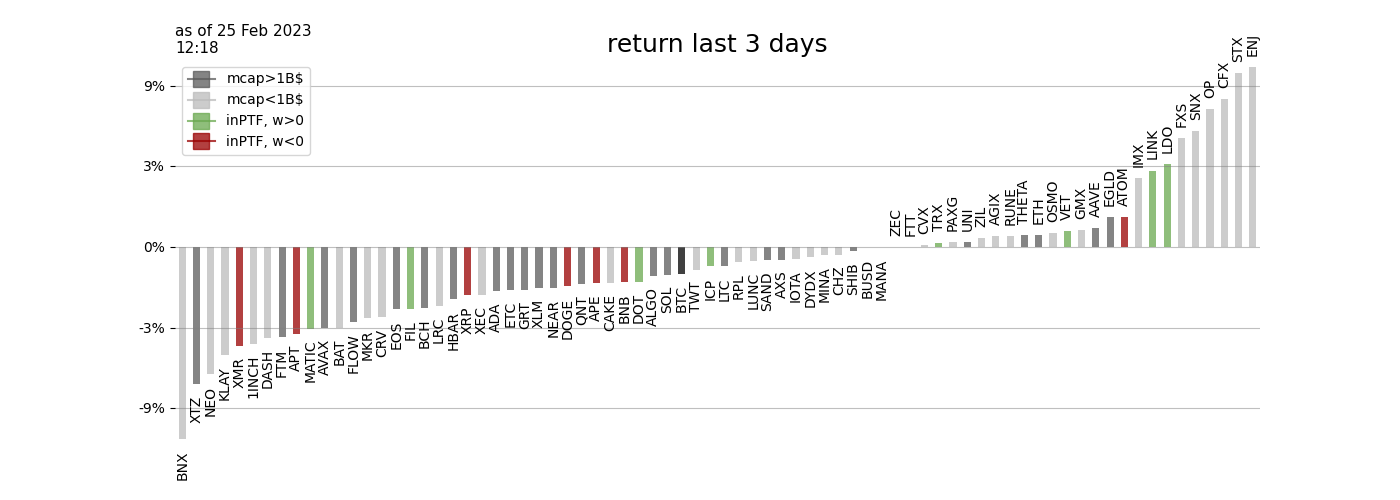 as of 25 Feb 2023
12:18
return last 3 days
mcap>1B$
mcap<1B$
inPTF, w>0
inPTF, w<0
9%
3%
0%
-3%
-9%
BNX
XTZ
NEO
KLAY
XMR
1INCH
DASH
FTM
APT
MATIC
AVAX
BAT
FLOW
MKR
CRV
EOS
FIL
BCH
LRC
HBAR
XRP
XEC
ADA
ETC
GRT
XLM
NEAR
DOGE
QNT
APE
CAKE
BNB
DOT
ALGO
SOL
BTC
TWT
ICP
LTC
RPL
LUNC
SAND
AXS
IOTA
DYDX
MINA
CHZ
SHIB
BUSD
MANA
ZEC
FTT
CVX
TRX
PAXG
UNI
ZIL
AGIX
RUNE
THETA
ETH
OSMO
VET
GMX
AAVE
EGLD
ATOM
IMX
LINK
LDO
FXS
SNX
OP
CFX
STX
ENJ